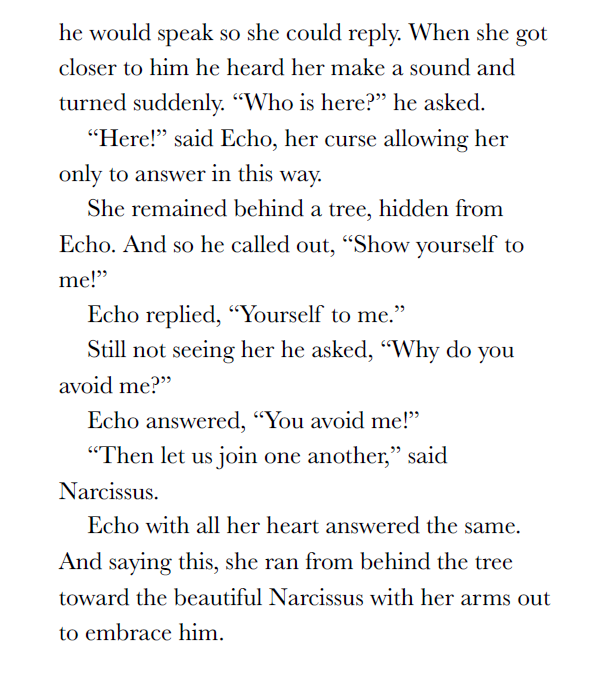 he would speak so she could reply. When she got
closer to him he heard her make a sound and
turned suddenly. “Who is here?” he asked.
“Here!” said Echo, her curse allowing her
only to answer in this way.
She remained behind a tree, hidden from
Echo. And so he called out, “Show yourself to
me!”
Echo replied, “Yourself to me.”
Still not seeing her he asked, “Why do you
avoid me?”
Echo answered, “You avoid me!”
“Then let us join one another,” said
Narcissus.
Echo with all her heart answered the same.
And saying this, she ran from behind the tree
toward the beautiful Narcissus with her arms out
to embrace him.